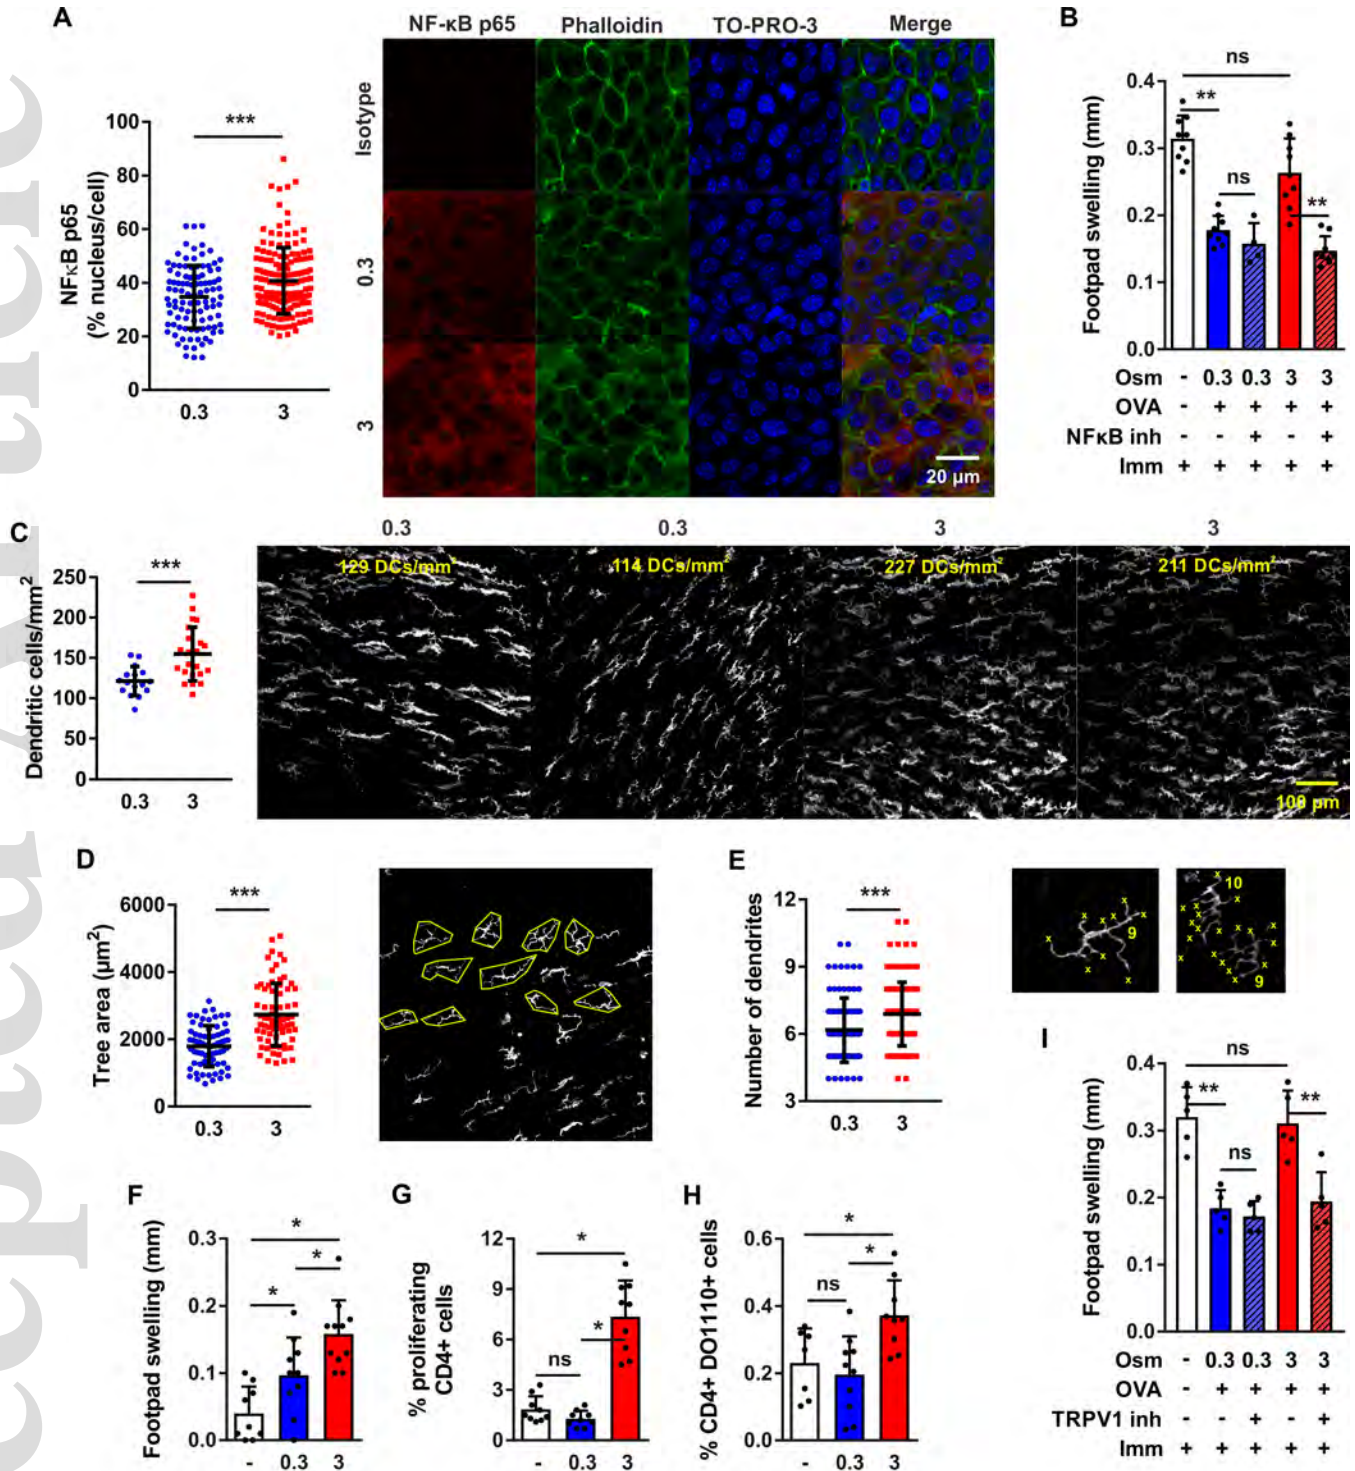 Accepted Article
A
NF-κB p65 Phalloidin TO-PRO-3 Merge
Isotype
0.3
3
20 µm
NFκB p65
(% nucleus/cell)
100
80
60
40
20
0
***
0.3 3
B
Footpad swelling (mm)
0.4
0.3
0.2
0.1
0.0
ns
**
ns
**
Osm - 0.3 0.3 3 3
OVA - + + + +
NFκB inh - - + - +
Imm + + + + +
C
Dendritic cells/mm²
250
200
150
100
50
0
***
0.3 3
0.3 0.3 3 3
129 DCs/mm² 114 DCs/mm² 227 DCs/mm² 211 DCs/mm²
100 µm
D
Tree area (µm²)
6000
4000
2000
0
***
0.3 3
E
Number of dendrites
12
9
6
3
***
0.3 3
9
10
9
F
Footpad swelling (mm)
0.3
0.2
0.1
0.0
*
*
*
- 0.3 3
G
% proliferating
CD4+ cells
12
9
6
3
0
*
*
ns
- 0.3 3
H
% CD4+ DO1110+ cells
0.6
0.4
0.2
0.0
*
*
ns
- 0.3 3
I
Footpad swelling (mm)
0.4
0.3
0.2
0.1
0.0
ns
**
**
ns
Osm - 0.3 0.3 3 3
OVA - + + + +
TRPV1 inh - - + - +
Imm + + + + +